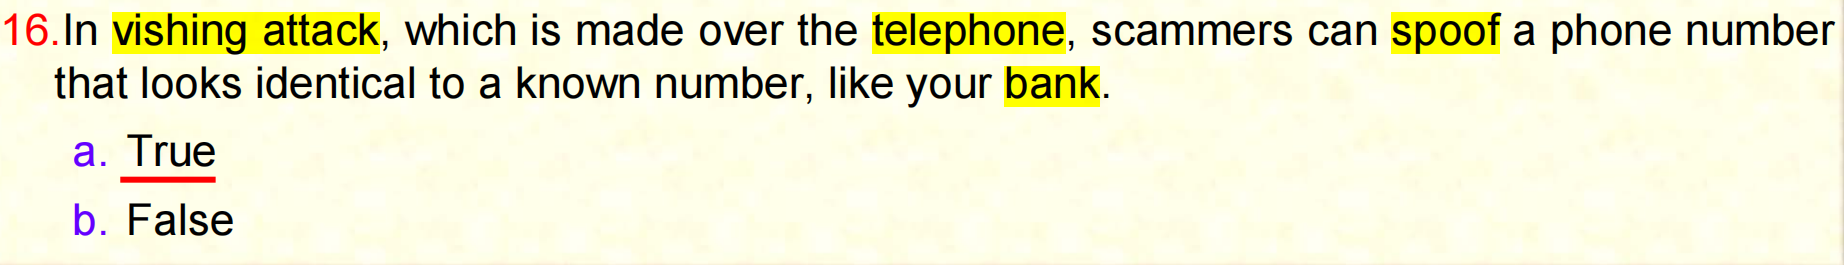 16.In vishing attack, which is made over the telephone, scammers can spoof a phone number
that looks identical to a known number, like your bank.
a. True
b. False